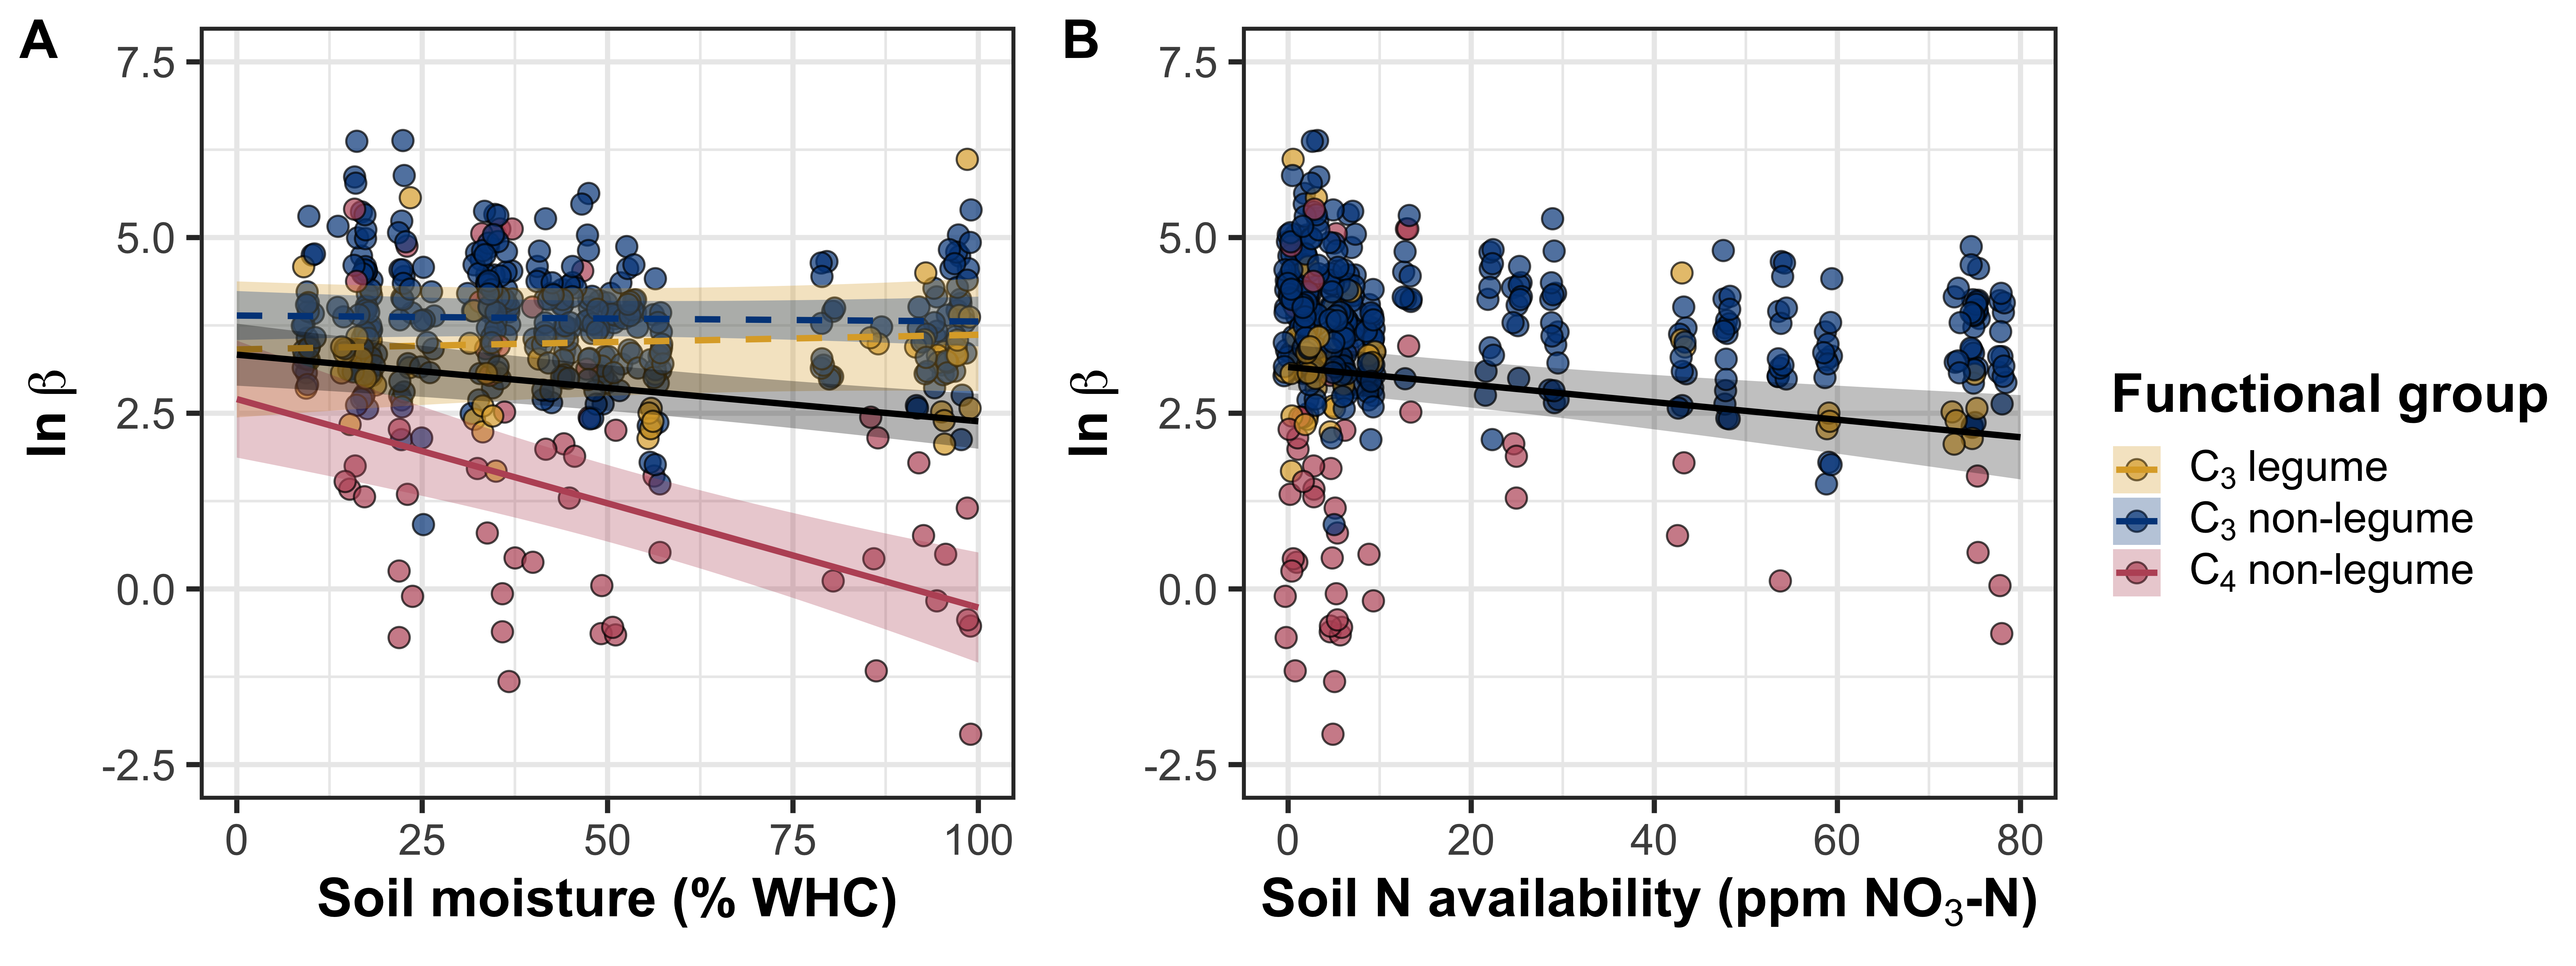 A
7.5
5.0
2.5
0.0
-2.5
ln β
0 25 50 75 100
Soil moisture (% WHC)
B
7.5
5.0
2.5
0.0
-2.5
ln β
0 20 40 60 80
Soil N availability (ppm NO₃-N)
Functional group
C₃ legume
C₃ non-legume
C₄ non-legume